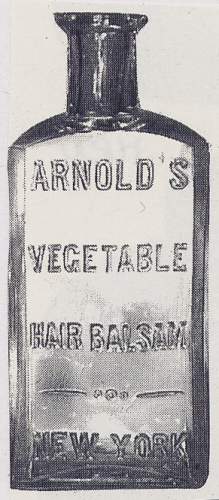 ARNOLD'S
VEGETABLE
HAIR BALSAM
NEW YORK